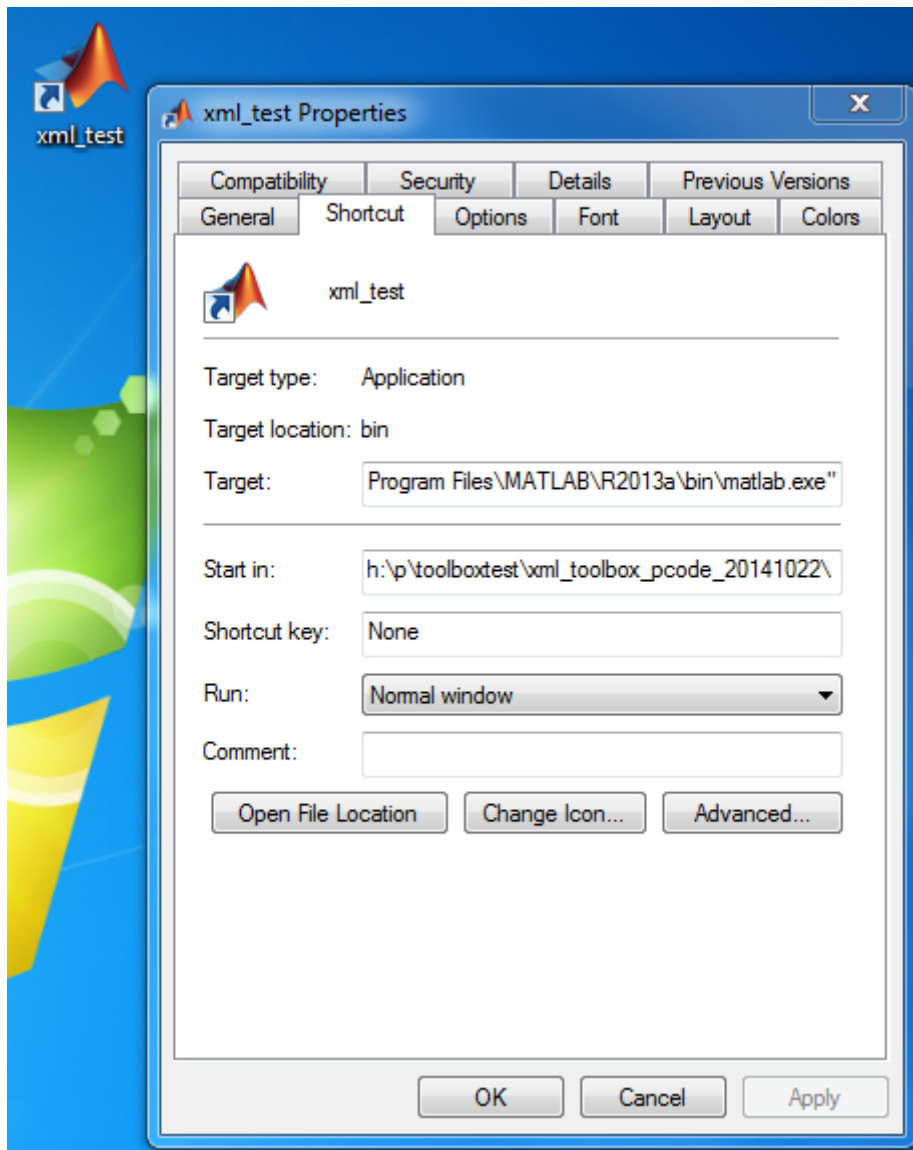 xml_test
xml_test Properties
Compatibility Security Details Previous Versions
General Shortcut Options Font Layout Colors
xml_test
Target type: Application
Target location: bin
Target: Program Files\MATLAB\R2013a\bin\matlab.exe"
Start in: h:\p\toolboxtest\xml_toolbox_pcode_20141022\
Shortcut key: None
Run: Normal window
Comment:
Open File Location Change Icon... Advanced...
OK Cancel Apply